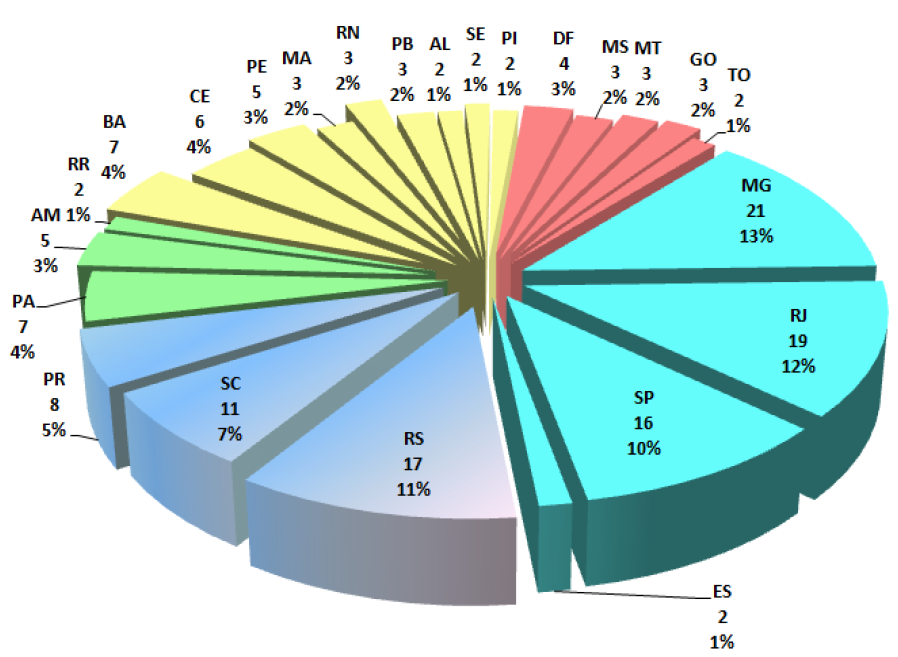 RN
3
2%
PB
3
2%
AL
2
1%
SE
2
1%
PI
2
1%
DF
4
3%
MS
3
2%
MT
3
2%
GO
3
2%
TO
2
1%
MG
21
13%
RJ
19
12%
SP
16
10%
ES
2
1%
RS
17
11%
SC
11
7%
PR
8
5%
PA
7
4%
AM
5
3%
RR
2
1%
BA
7
4%
CE
6
4%
PE
5
3%
MA
3
2%